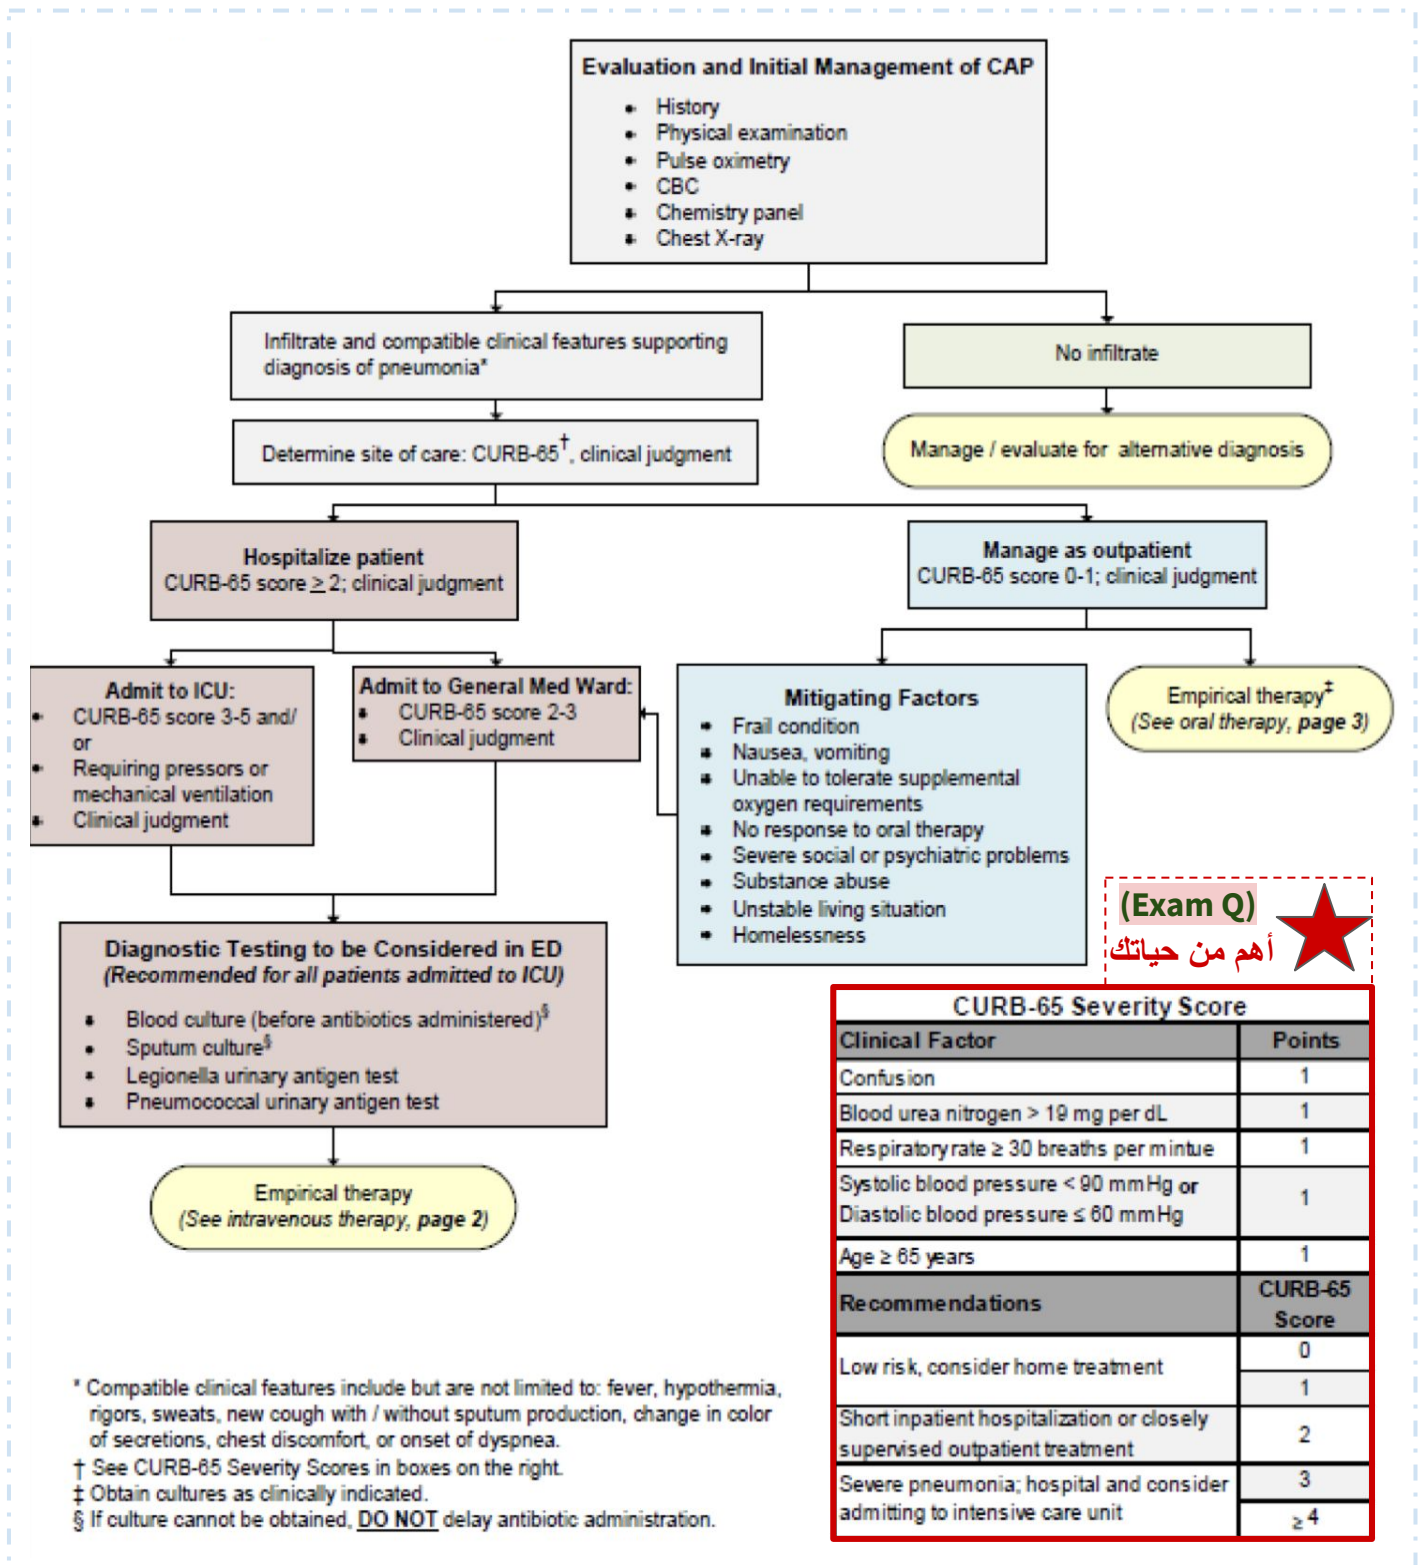 Evaluation and Initial Management of CAP
History
Physical examination
Pulse oximetry
CBC
Chemistry panel
Chest X-ray
Infiltrate and compatible clinical features supporting
diagnosis of pneumonia*
No infiltrate
Determine site of care: CURB-65†, clinical judgment
Manage / evaluate for alternative diagnosis
Hospitalize patient
CURB-65 score ≥ 2; clinical judgment
Manage as outpatient
CURB-65 score 0-1; clinical judgment
Admit to ICU:
CURB-65 score 3-5 and/
or
Requiring pressors or
mechanical ventilation
Clinical judgment
Admit to General Med Ward:
CURB-65 score 2-3
Clinical judgment
Mitigating Factors
Frail condition
Nausea, vomiting
Unable to tolerate supplemental
oxygen requirements
No response to oral therapy
Severe social or psychiatric problems
Substance abuse
Unstable living situation
Homelessness
Empirical therapy‡
(See oral therapy, page 3)
(Exam Q)
أهم من حياتك
Diagnostic Testing to be Considered in ED
(Recommended for all patients admitted to ICU)
Blood culture (before antibiotics administered)§
Sputum culture§
Legionella urinary antigen test
Pneumococcal urinary antigen test
Empirical therapy
(See intravenous therapy, page 2)
CURB-65 Severity Score
Clinical Factor Points
Confusion 1
Blood urea nitrogen > 19 mg per dL 1
Respiratory rate ≥ 30 breaths per mintue 1
Systolic blood pressure < 90 mmHg or
Diastolic blood pressure ≤ 60 mmHg 1
Age ≥ 65 years 1
Recommendations CURB-65 Score
Low risk, consider home treatment 0
1
Short inpatient hospitalization or closely
supervised outpatient treatment 2
Severe pneumonia; hospital and consider 3
admitting to intensive care unit ≥ 4
* Compatible clinical features include but are not limited to: fever, hypothermia,
rigors, sweats, new cough with / without sputum production, change in color
of secretions, chest discomfort, or onset of dyspnea.
† See CURB-65 Severity Scores in boxes on the right.
‡ Obtain cultures as clinically indicated.
§ If culture cannot be obtained, DO NOT delay antibiotic administration.